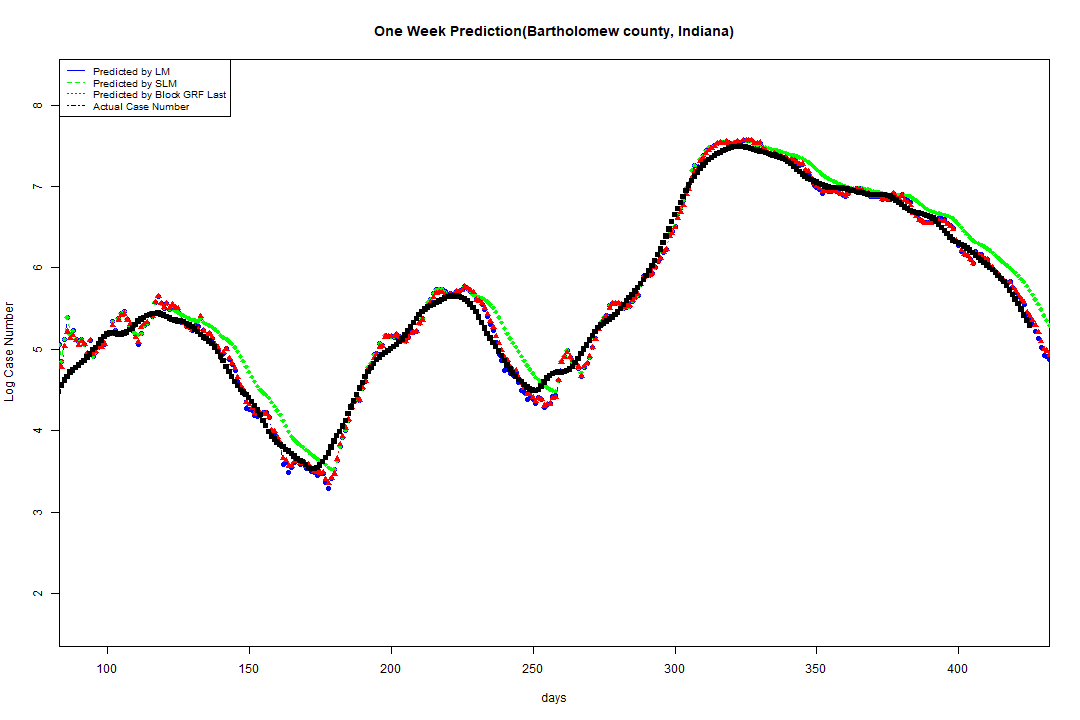 One Week Prediction(Bartholomew county, Indiana)
Predicted by LM
Predicted by SLM
Predicted by Block GRF Last
Actual Case Number
8
7
6
5
4
3
2
Log Case Number
100 150 200 250 300 350 400
days